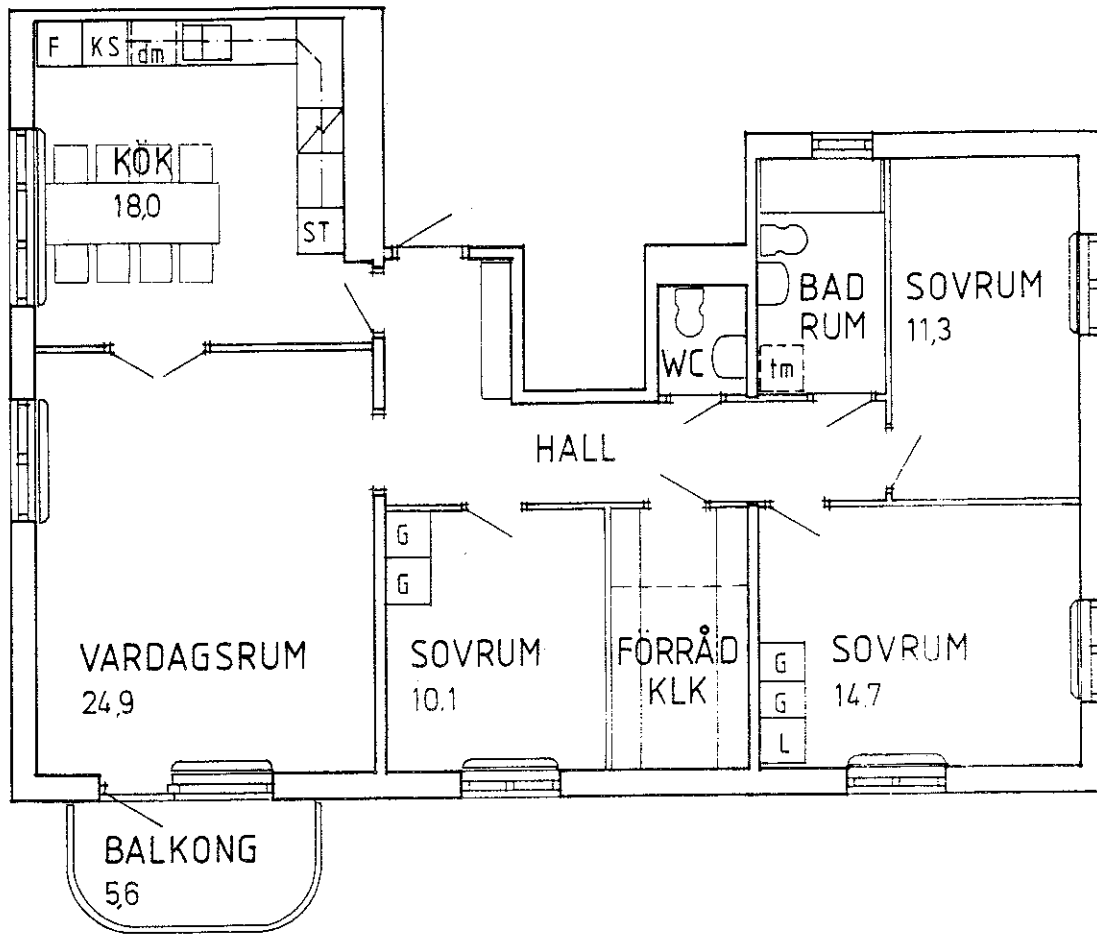 F
KS
dm
KÖK
18,0
ST
BAD
RUM
SOVRUM
11,3
WC
tm
HALL
G
G
VARDAGSRUM
24,9
SOVRUM
10.1
FÖRRÅD
KLK
G
G
L
SOVRUM
14.7
BALKONG
5,6